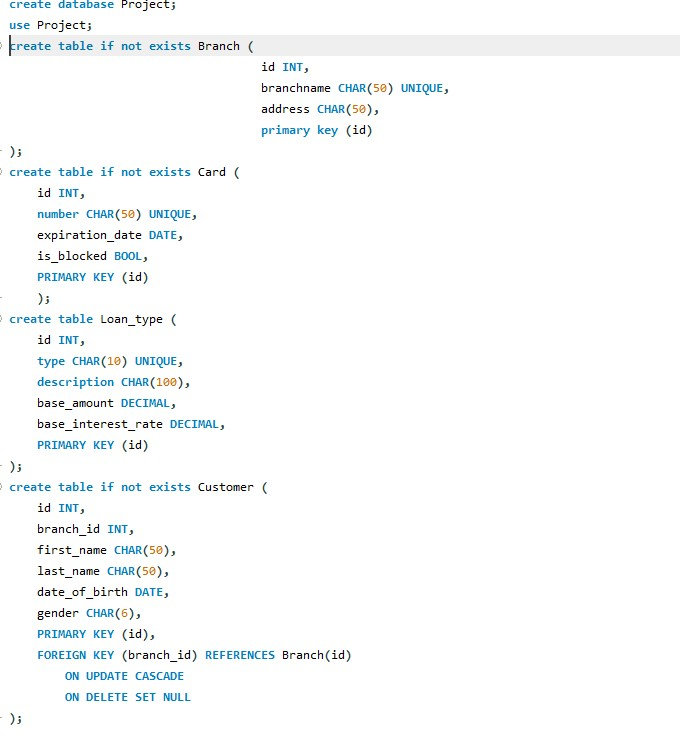 create database Project;
use Project;
create table if not exists Branch (
id INT,
branchname CHAR(50) UNIQUE,
address CHAR(50),
primary key (id)
);
create table if not exists Card (
id INT,
number CHAR(50) UNIQUE,
expiration_date DATE,
is_blocked BOOL,
PRIMARY KEY (id)
);
create table Loan_type (
id INT,
type CHAR(10) UNIQUE,
description CHAR(100),
base_amount DECIMAL,
base_interest_rate DECIMAL,
PRIMARY KEY (id)
);
create table if not exists Customer (
id INT,
branch_id INT,
first_name CHAR(50),
last_name CHAR(50),
date_of_birth DATE,
gender CHAR(6),
PRIMARY KEY (id),
FOREIGN KEY (branch_id) REFERENCES Branch(id)
ON UPDATE CASCADE
ON DELETE SET NULL
);